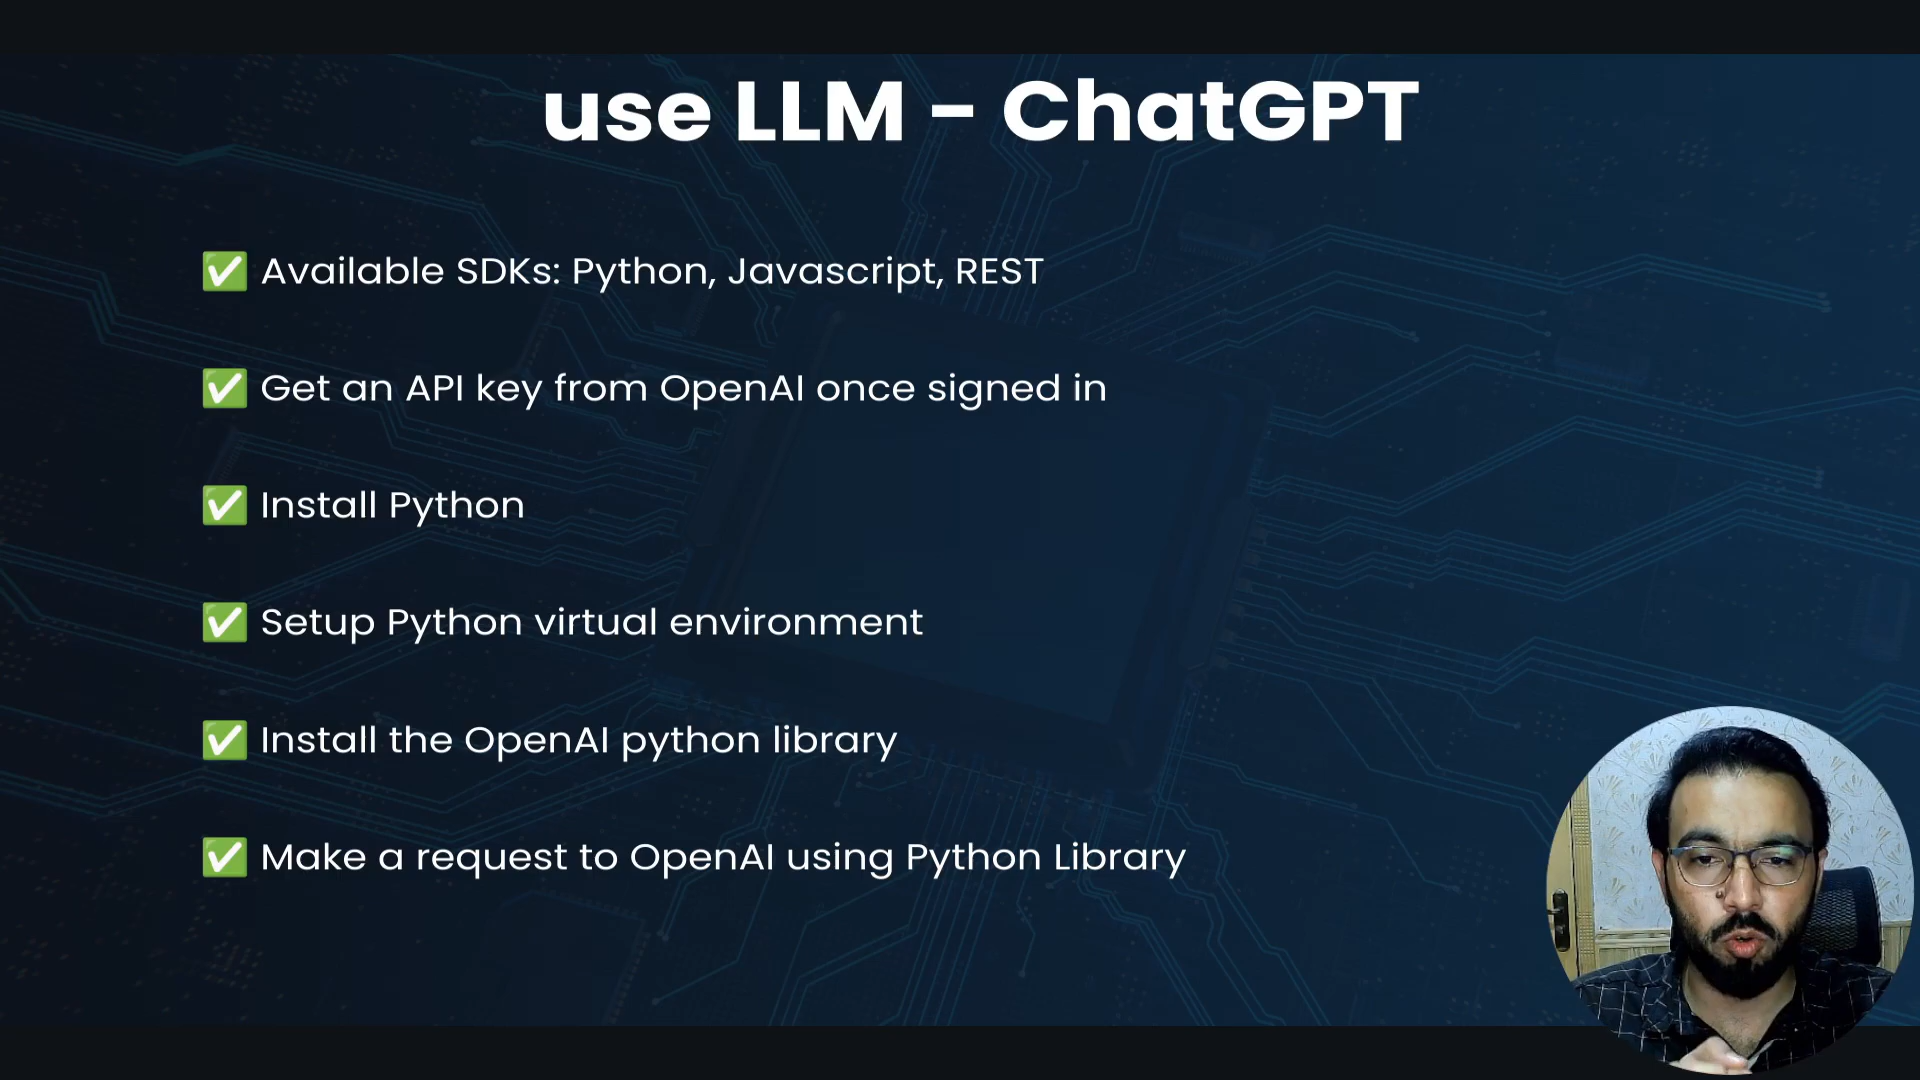 use LLM - ChatGPT
✅ Available SDKs: Python, Javascript, REST
✅ Get an API key from OpenAI once signed in
✅ Install Python
✅ Setup Python virtual environment
✅ Install the OpenAI python library
✅ Make a request to OpenAI using Python Library